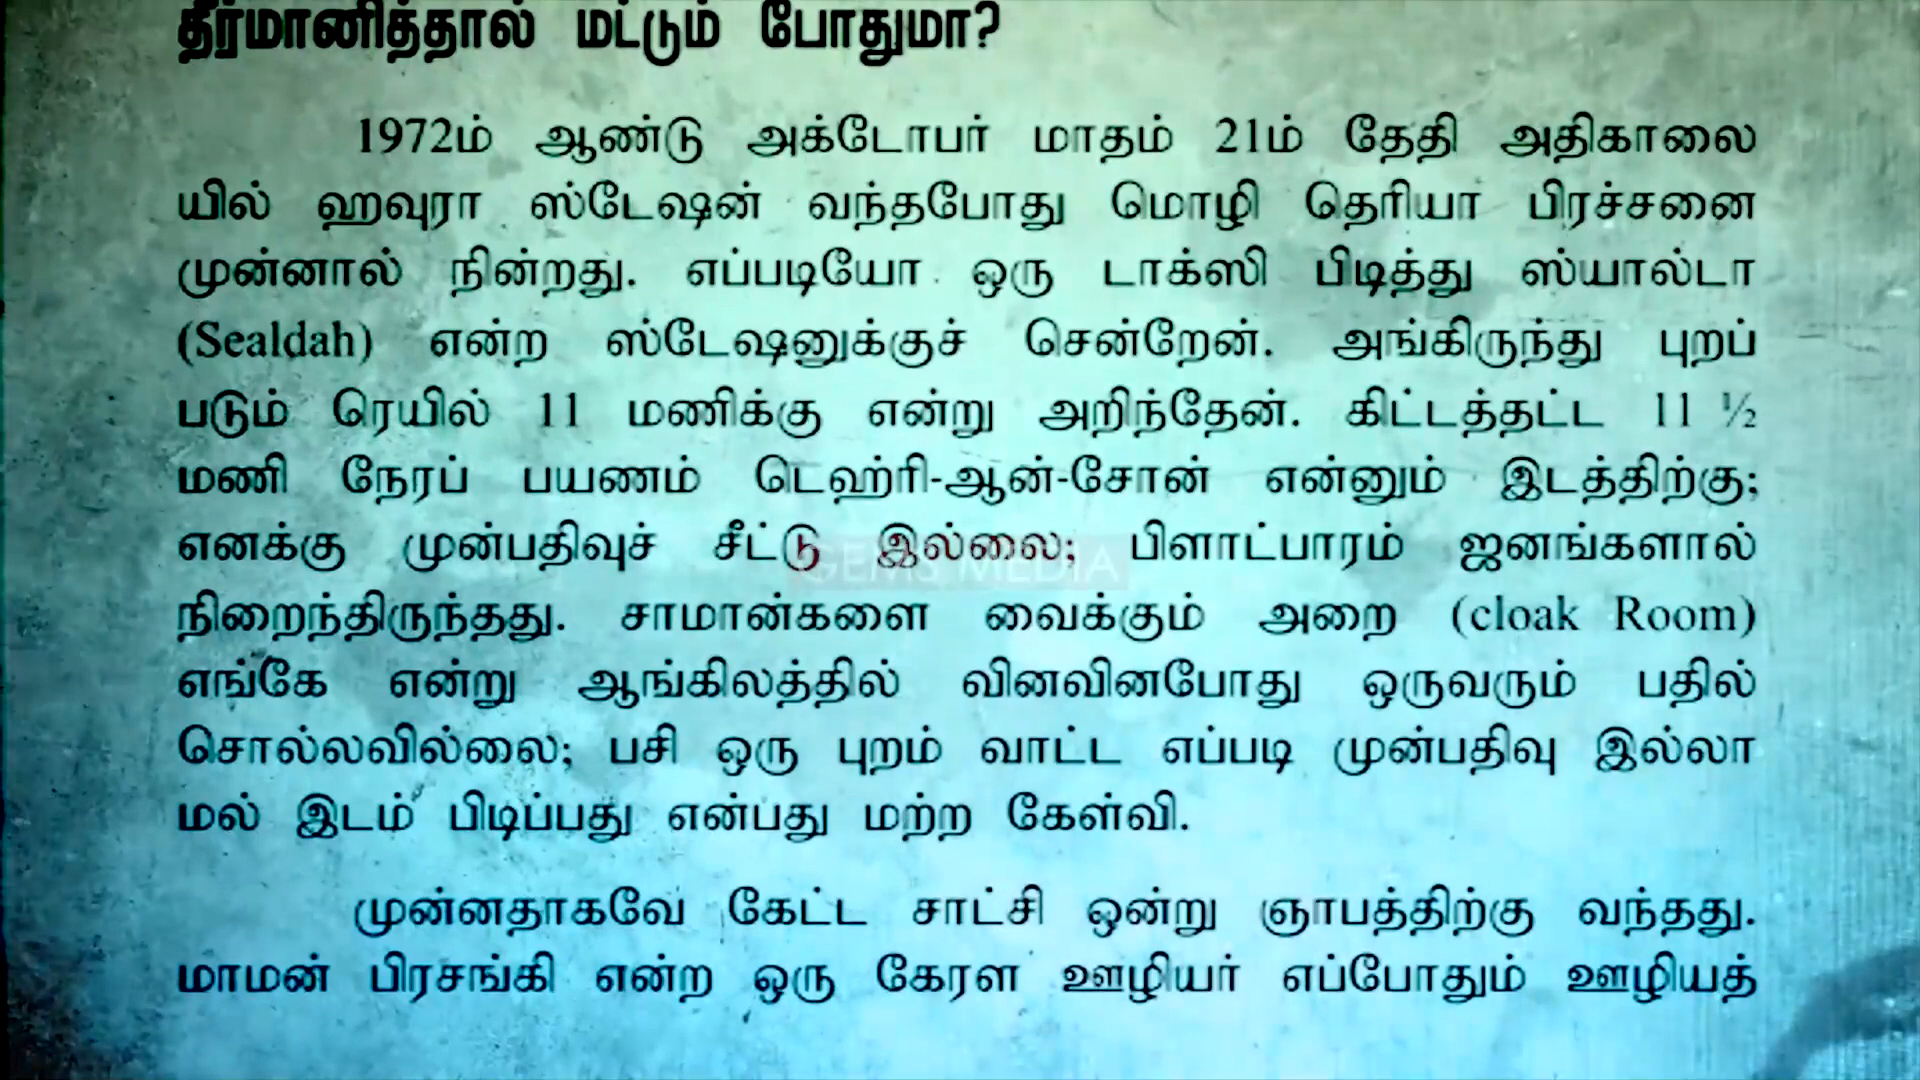 தீர்மானித்தால் மட்டும் போதுமா?
1972ம் ஆண்டு அக்டோபர் மாதம் 21ம் தேதி அதிகாலை
யில் ஹவுரா ஸ்டேஷன் வந்தபோது மொழி தெரியா பிரச்சனை
முன்னால் நின்றது. எப்படியோ ஒரு டாக்ஸி பிடித்து ஸ்யால்டா
(Sealdah) என்ற ஸ்டேஷனுக்குச் சென்றேன். அங்கிருந்து புறப்
படும் ரெயில் 11 மணிக்கு என்று அறிந்தேன். கிட்டத்தட்ட 11 ½
மணி நேரப் பயணம் டெஹ்ரி-ஆன்-சோன் என்னும் இடத்திற்கு;
எனக்கு முன்பதிவுச் சீட்டு இல்லை; பிளாட்பாரம் ஜனங்களால்
GEMS MEDIA
நிறைந்திருந்தது. சாமான்களை வைக்கும் அறை (cloak Room)
எங்கே என்று ஆங்கிலத்தில் வினவினபோது ஒருவரும் பதில்
சொல்லவில்லை; பசி ஒரு புறம் வாட்ட எப்படி முன்பதிவு இல்லா
மல் இடம் பிடிப்பது என்பது மற்ற கேள்வி.
முன்னதாகவே கேட்ட சாட்சி ஒன்று ஞாபத்திற்கு வந்தது.
மாமன் பிரசங்கி என்ற ஒரு கேரள ஊழியர் எப்போதும் ஊழியத்